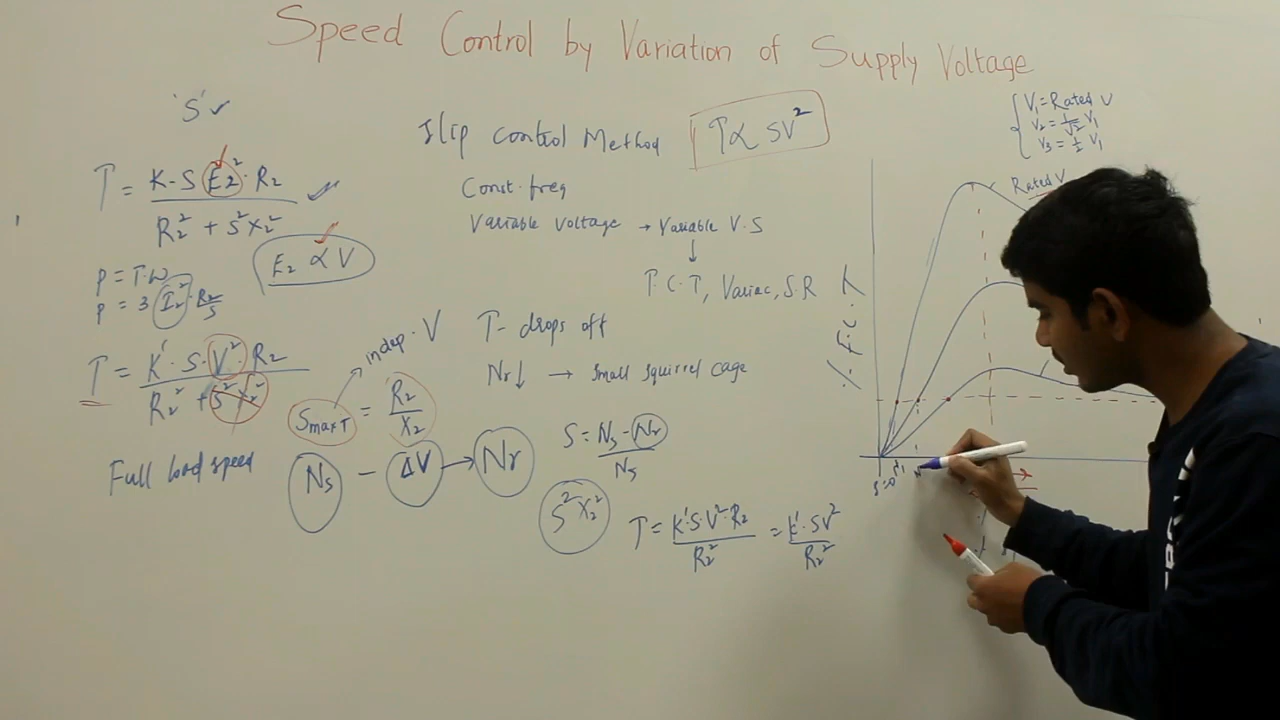 Speed Control by Variation of Supply Voltage
'S' ✓
T = K·S E₂²·R₂ / R₂² + S²X₂² ✓
E₂ ∝ V
P = T·ω
P = 3 I₂² · R₂/S
T = K'·S·V² R₂ / R₂² + S²X₂²
Full load speed
Slip control Method
T ∝ SV²
Const. freq
Variable voltage → Variable V.S
↓
T.C.T, Variac, S.R
T - drops off
Nr ↓ → Small squirrel cage
indep. V
SmaxT = R₂/X₂
Ns - ΔV → Nr
S = Ns - Nr / Ns
S²X₂²
T = K'S·V²·R₂ / R₂² = K'·SV² / R₂²
V₁ = Rated V
V₂ = 1/√2 V₁
V₃ = 1/2 V₁
Rated V
S=0